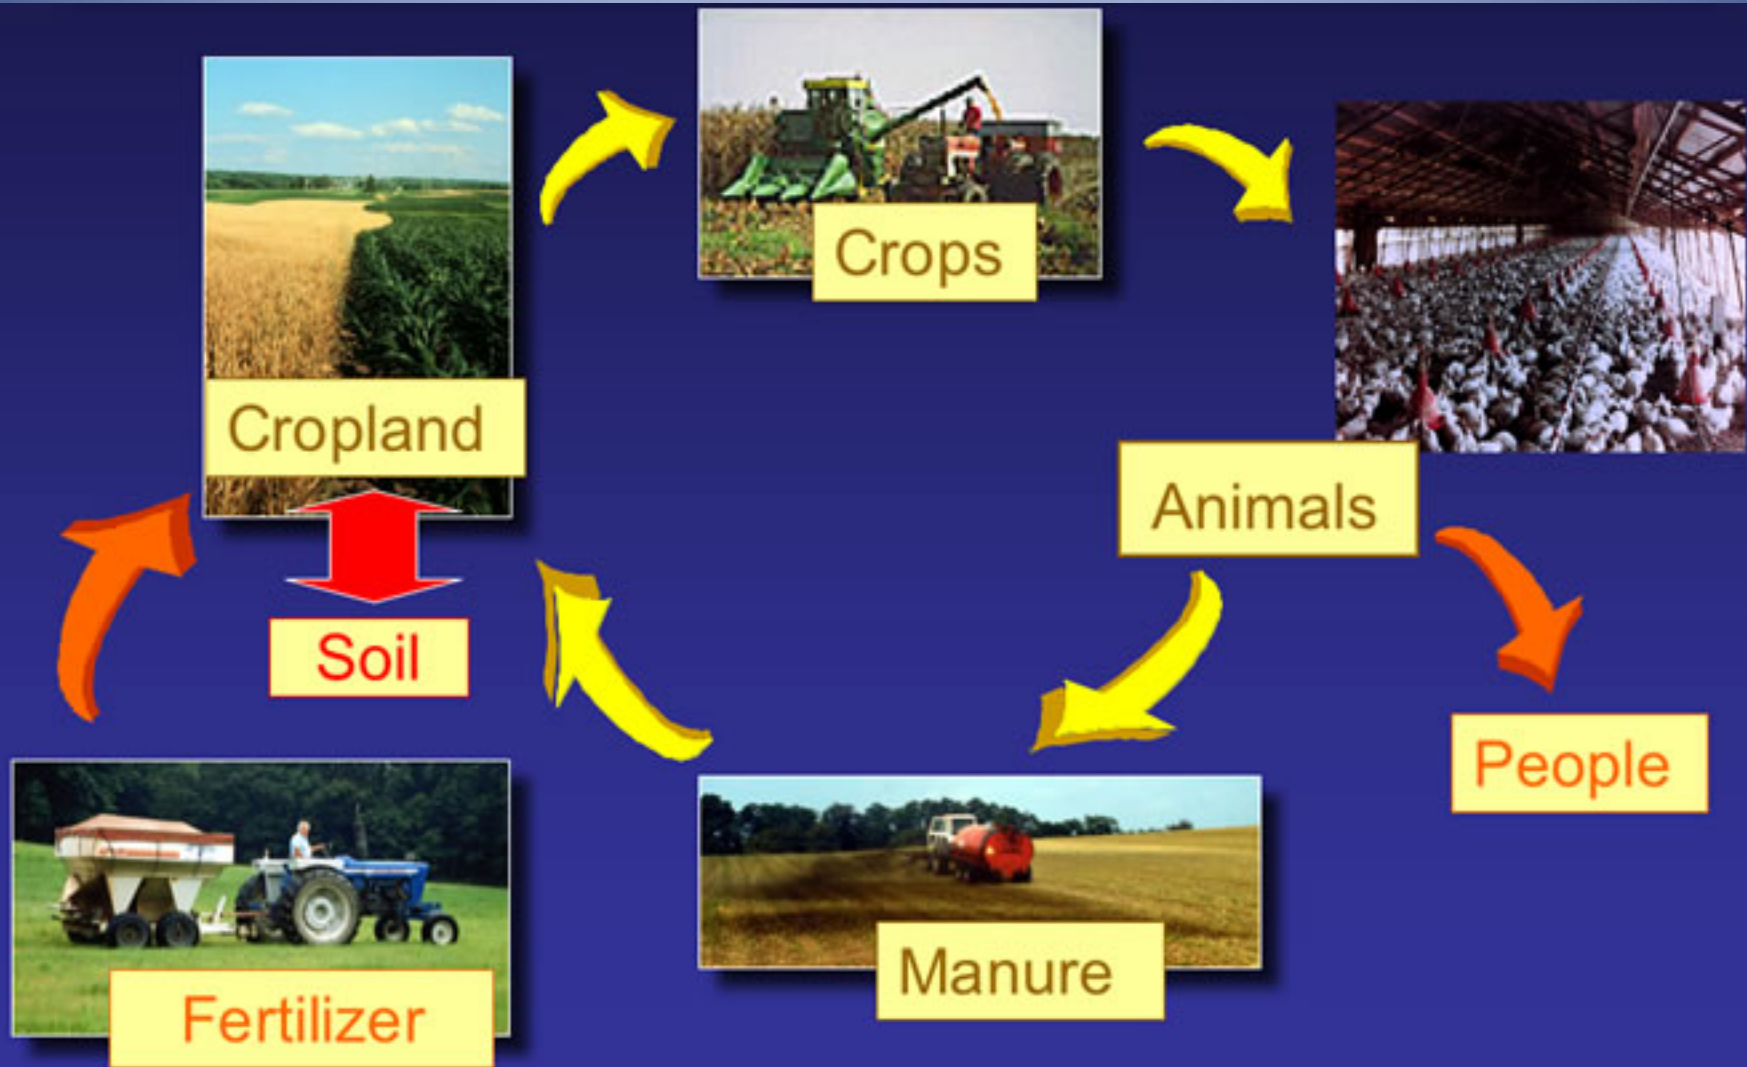 Crops
Cropland
Animals
Soil
People
Manure
Fertilizer